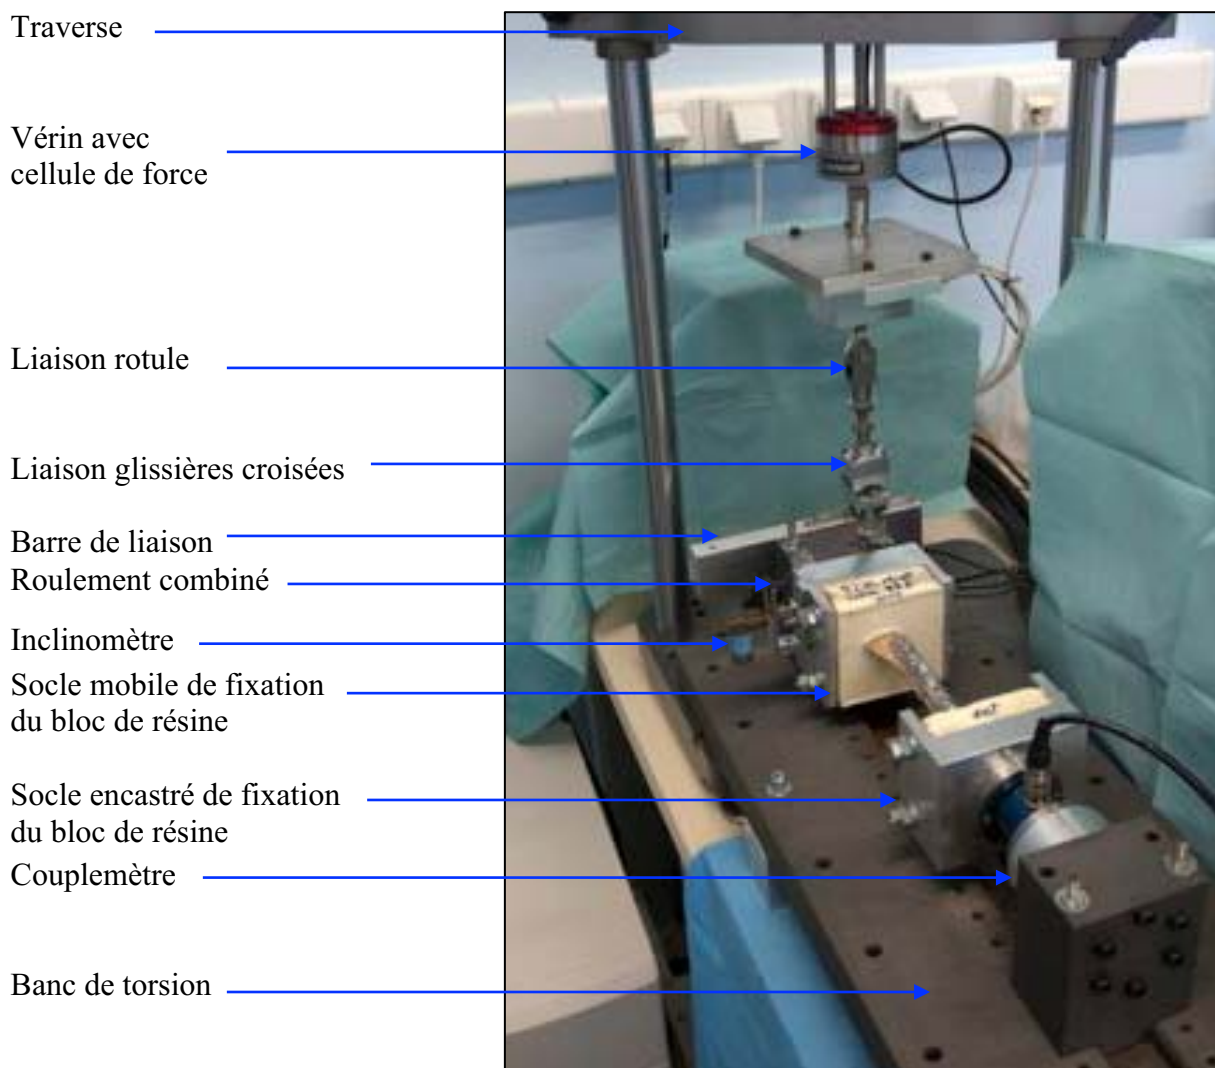 Traverse
Vérin avec
cellule de force
Liaison rotule
Liaison glissières croisées
Barre de liaison
Roulement combiné
Inclinomètre
Socle mobile de fixation
du bloc de résine
Socle encastré de fixation
du bloc de résine
Couplemètre
Banc de torsion